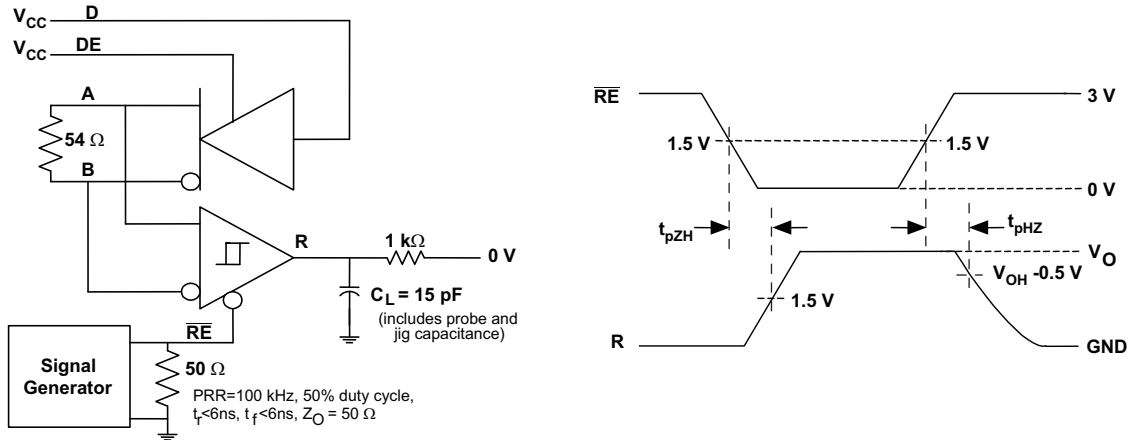 VCC D
VCC DE
A
54 Ω
B
R
1 kΩ
0 V
CL = 15 pF
(includes probe and
jig capacitance)
RE
Signal
Generator
50 Ω
PRR=100 kHz, 50% duty cycle,
tr<6ns, tf<6ns, ZO = 50 Ω
RE
3 V
1.5 V
1.5 V
0 V
tpZH
tpHZ
VO
VOH -0.5 V
1.5 V
R
GND